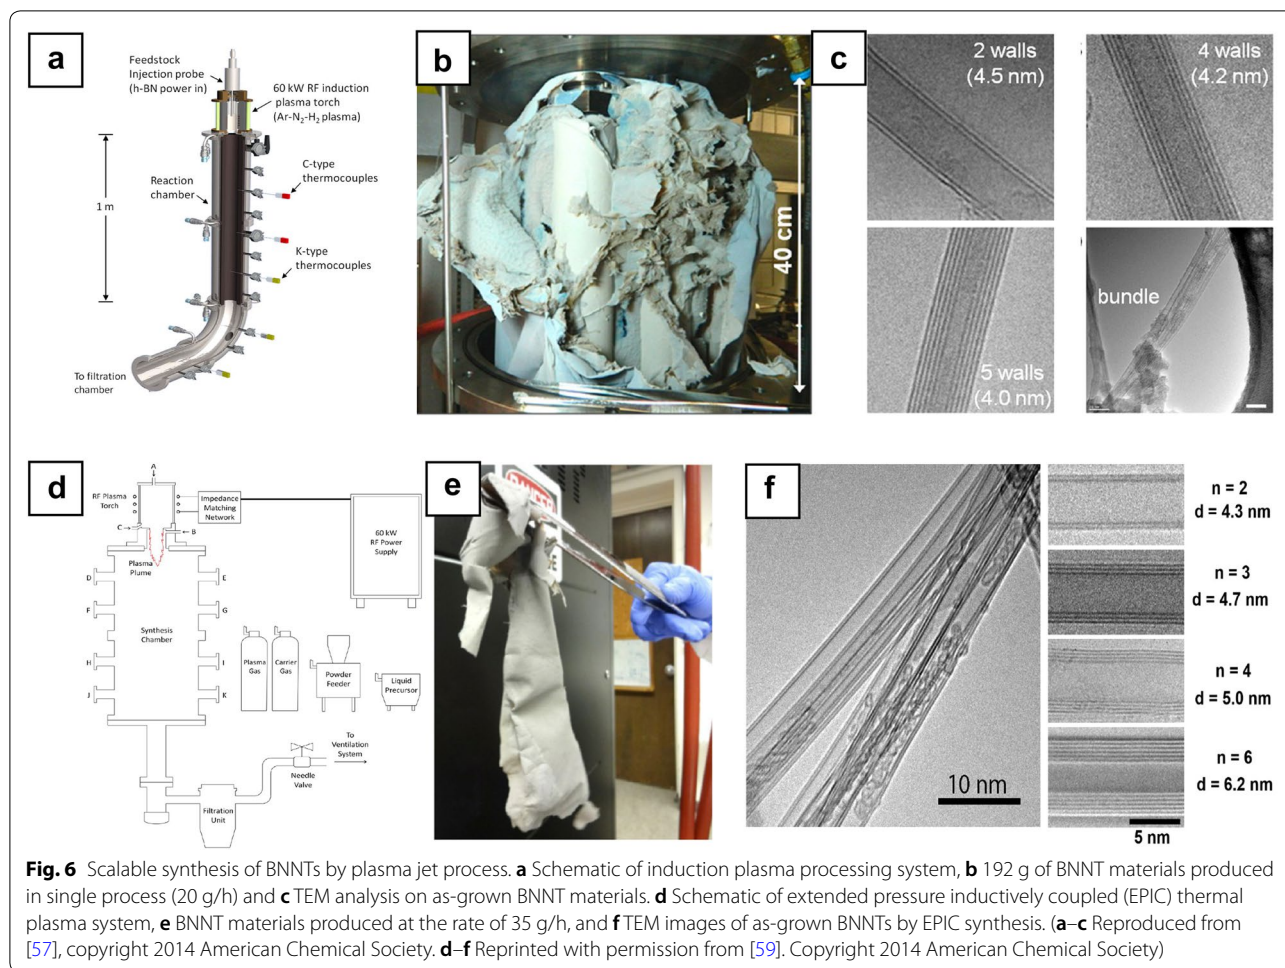 a
Feedstock
Injection probe
(h-BN power in)
60 kW RF induction
plasma torch
(Ar-N₂-H₂ plasma)
C-type
thermocouples
Reaction
chamber
1 m
K-type
thermocouples
To filtration
chamber
b
40 cm
c
2 walls
(4.5 nm)
4 walls
(4.2 nm)
5 walls
(4.0 nm)
bundle
d
A
RF Plasma
Torch
Impedance
Matching
Network
C
B
60 kW
RF Power
Supply
Plasma
Plume
D
E
F
G
Synthesis
Chamber
H
I
J
K
Plasma
Gas
Carrier
Gas
Powder
Feeder
Liquid
Precursor
To
Ventilation
System
Needle
Valve
Filtration
Unit
e
DANGER
f
10 nm
n = 2
d = 4.3 nm
n = 3
d = 4.7 nm
n = 4
d = 5.0 nm
n = 6
d = 6.2 nm
5 nm
Fig. 6 Scalable synthesis of BNNTs by plasma jet process. a Schematic of induction plasma processing system, b 192 g of BNNT materials produced
in single process (20 g/h) and c TEM analysis on as-grown BNNT materials. d Schematic of extended pressure inductively coupled (EPIC) thermal
plasma system, e BNNT materials produced at the rate of 35 g/h, and f TEM images of as-grown BNNTs by EPIC synthesis. (a–c Reproduced from
[57], copyright 2014 American Chemical Society. d–f Reprinted with permission from [59]. Copyright 2014 American Chemical Society)